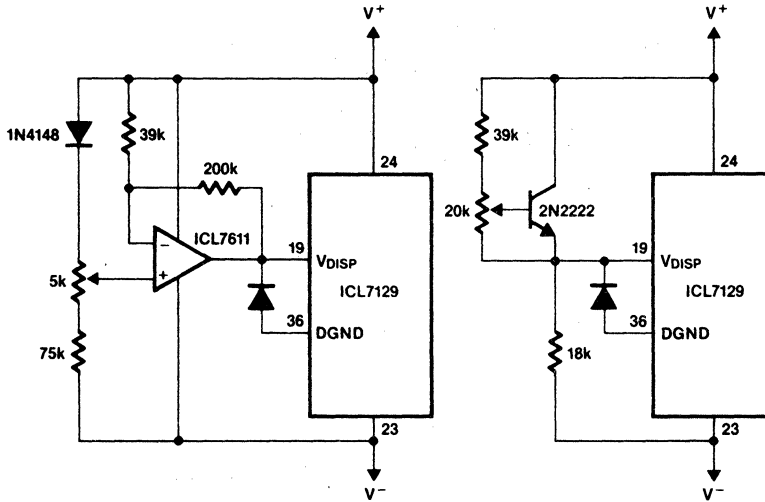 V+
1N4148
39k
200k
24
ICL7611
−
+
5k
75k
19
VDISP
ICL7129
36
DGND
23
V−
V+
39k
20k
2N2222
24
19
VDISP
ICL7129
36
DGND
18k
23
V−